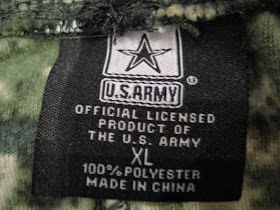 U.S.ARMY
®
OFFICIAL LICENSED
PRODUCT OF
THE U.S. ARMY
XL
100% POLYESTER
MADE IN CHINA